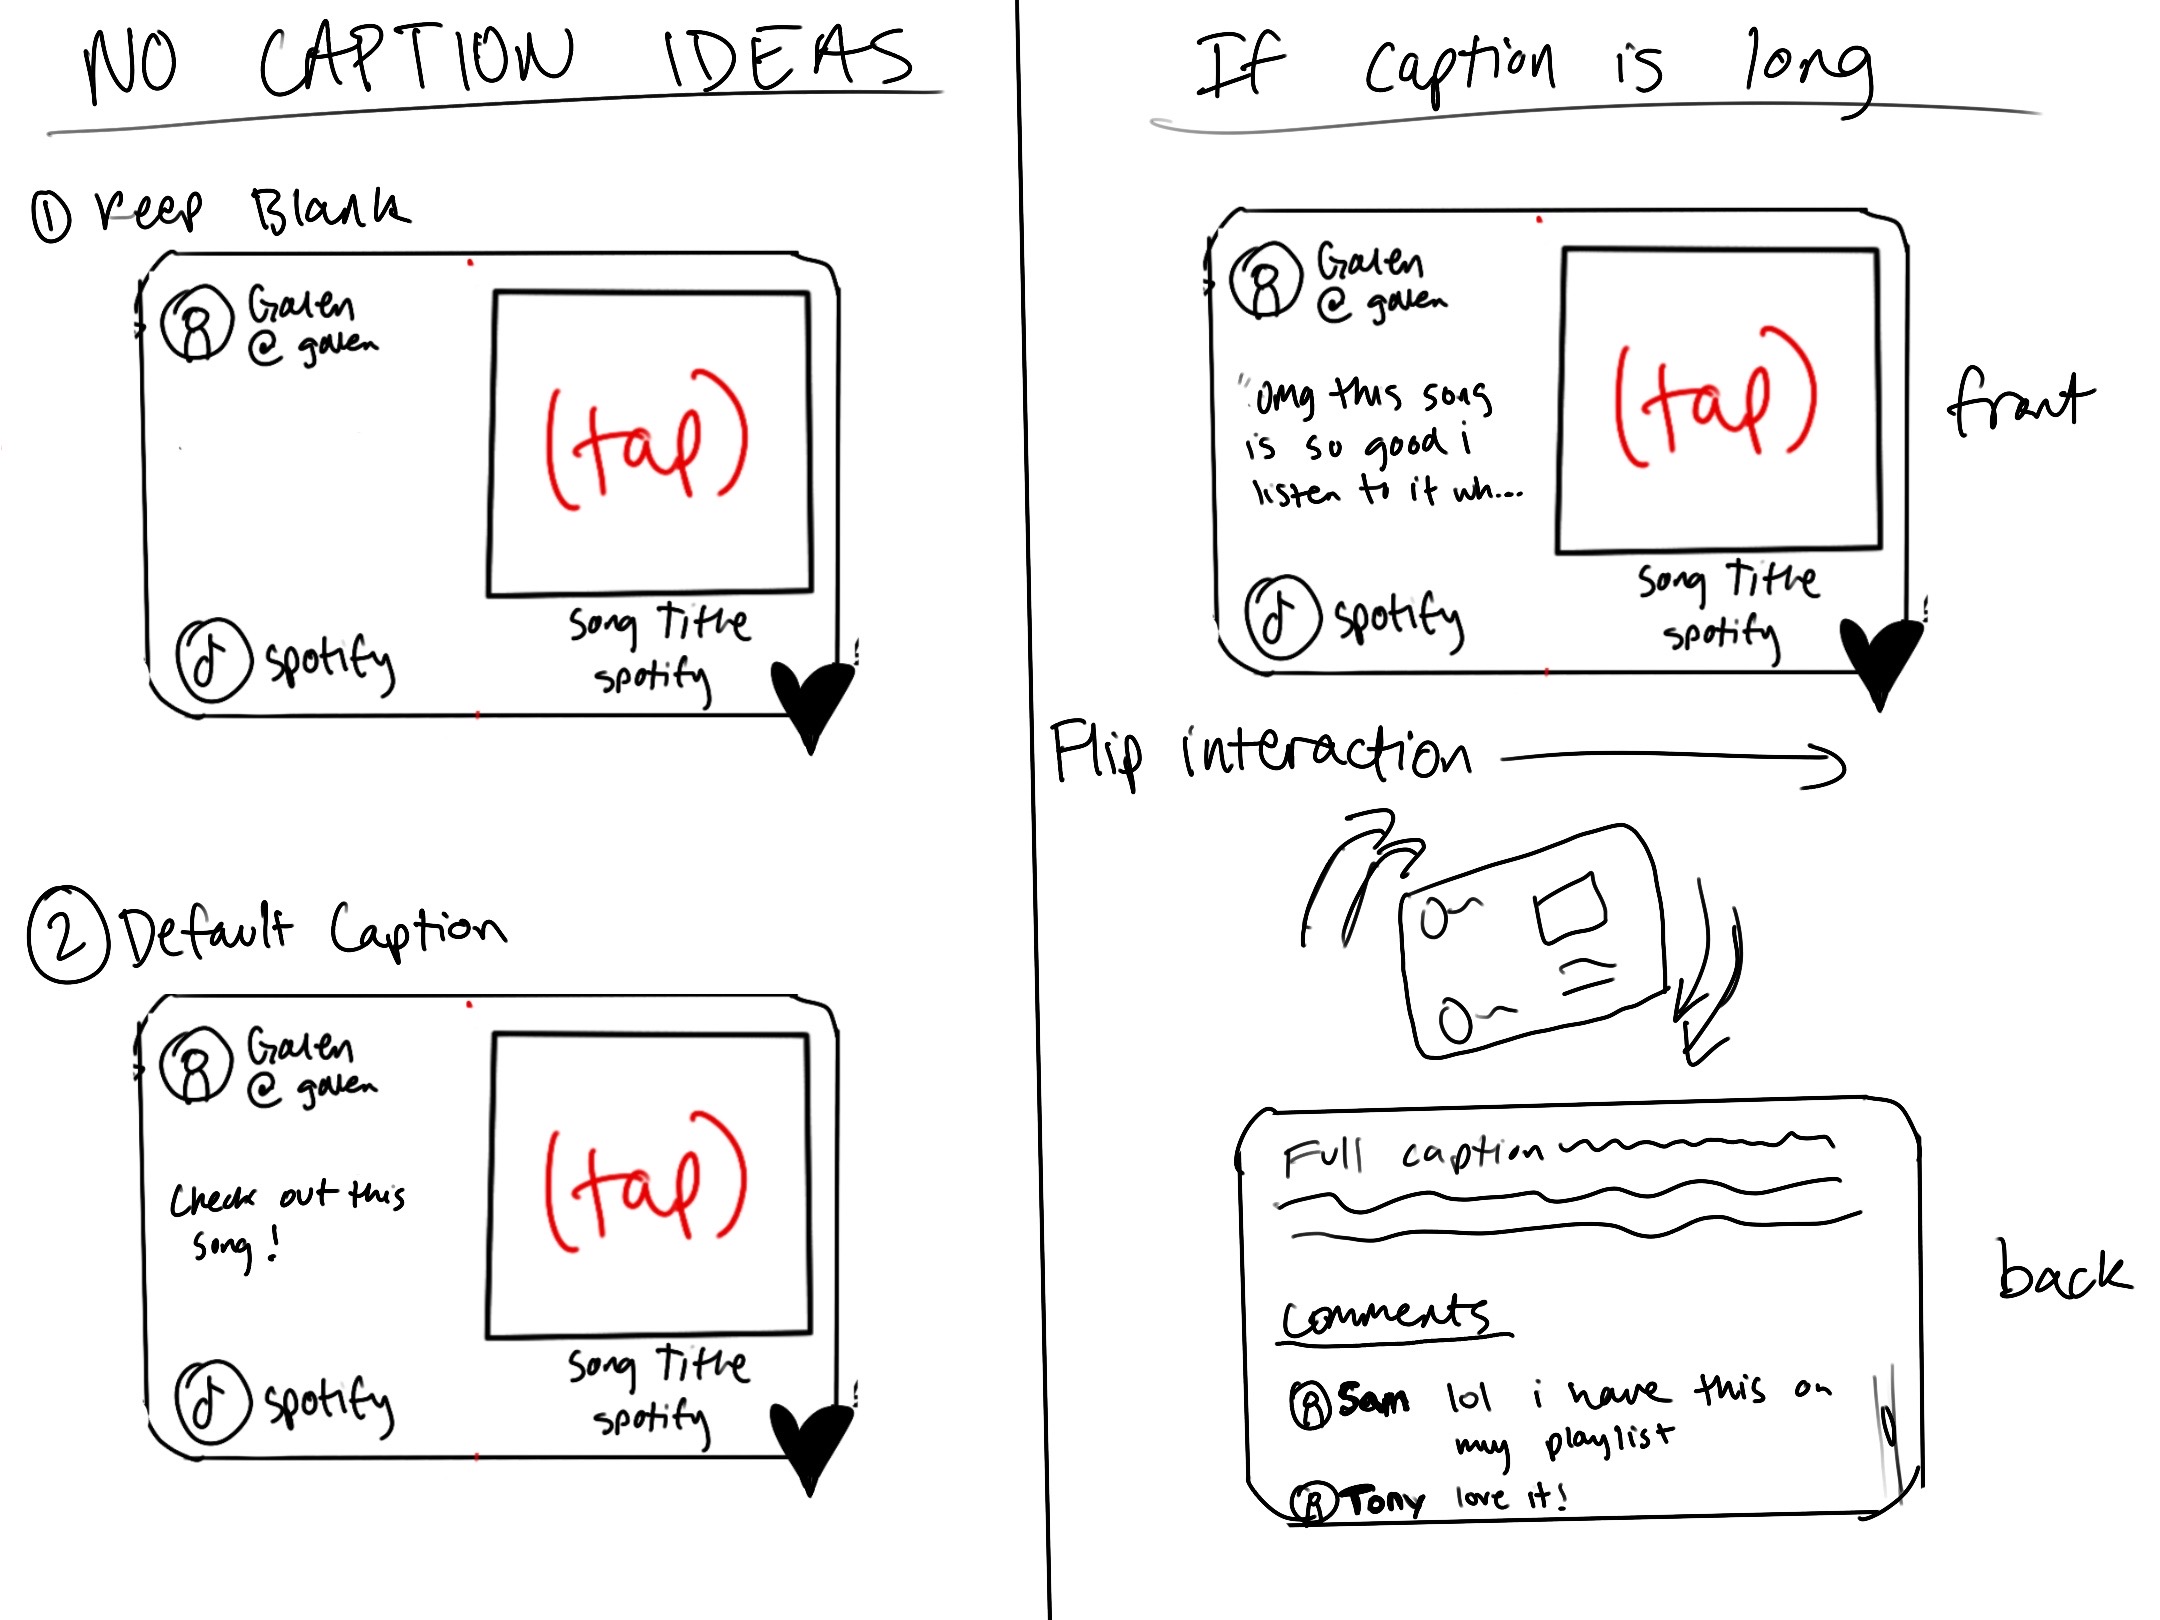 NO CAPTION IDEAS
① Keep Blank
Galen
@ galen
(tap)
Song Title
spotify
spotify
② Default Caption
Galen
@ galen
(tap)
Check out this
song!
Song Title
spotify
spotify
If caption is long
Galen
@ galen
(tap)
front
"omg this song
is so good i
listen to it wh...
Song Title
spotify
spotify
Flip interaction
Full caption
back
comments
Sam lol i have this on
my playlist
Tony love it!